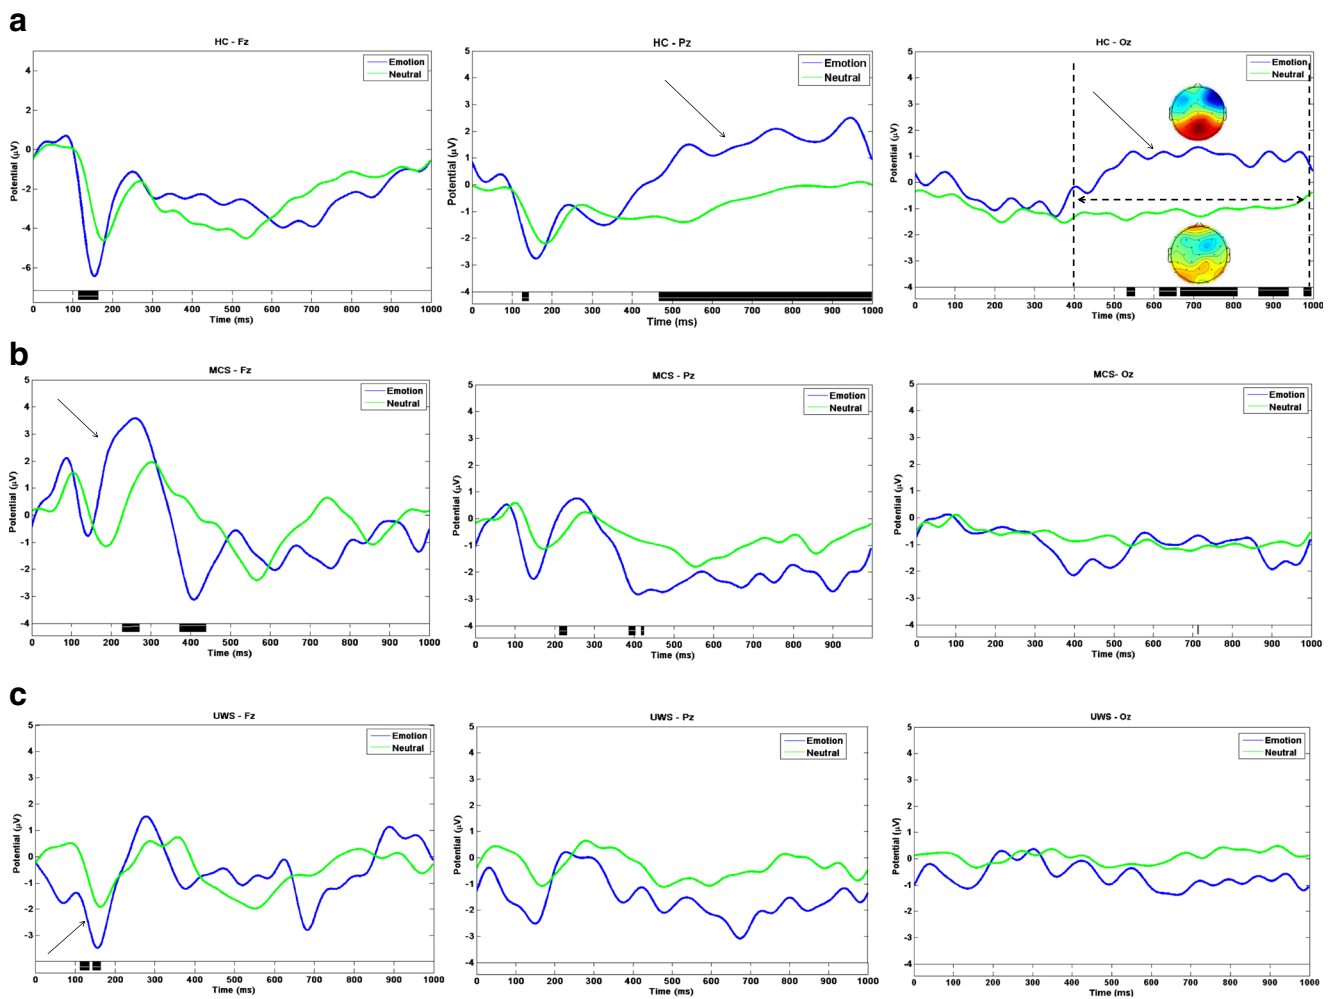 a
HC - Fz
Emotion
Neutral
Potential (μV)
4
2
0
-2
-4
-6
0 100 200 300 400 500 600 700 800 900 1000
Time (ms)
HC - Pz
Emotion
Neutral
Potential (μV)
5
4
3
2
1
0
-1
-2
-3
-4
0 100 200 300 400 500 600 700 800 900 1000
Time (ms)
HC - Oz
Emotion
Neutral
Potential (μV)
5
4
3
2
1
0
-1
-2
-3
-4
0 100 200 300 400 500 600 700 800 900 1000
Time (ms)
b
MCS - Fz
Emotion
Neutral
Potential (μV)
5
4
3
2
1
0
-1
-2
-3
-4
0 100 200 300 400 500 600 700 800 900 1000
Time (ms)
MCS - Pz
Emotion
Neutral
Potential (μV)
5
4
3
2
1
0
-1
-2
-3
-4
0 100 200 300 400 500 600 700 800 900
Time (ms)
MCS- Oz
Emotion
Neutral
Potential (μV)
5
4
3
2
1
0
-1
-2
-3
-4
0 100 200 300 400 500 600 700 800 900 1000
Time (ms)
c
UWS - Fz
Emotion
Neutral
Potential (μV)
5
4
3
2
1
0
-1
-2
-3
0 100 200 300 400 500 600 700 800 900 1000
Time (ms)
UWS - Pz
Emotion
Neutral
Potential (μV)
5
4
3
2
1
0
-1
-2
-3
-4
0 100 200 300 400 500 600 700 800 900 1000
Time (ms)
UWS - Oz
Emotion
Neutral
Potential (μV)
5
4
3
2
1
0
-1
-2
-3
-4
0 100 200 300 400 500 600 700 800 900 1000
Time (ms)